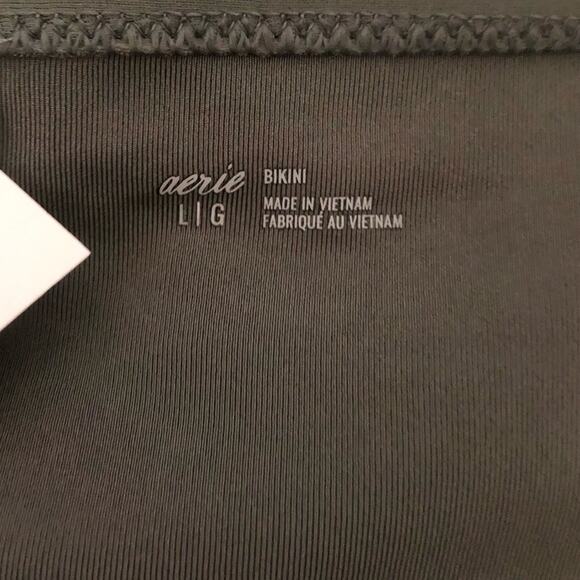 aerie
L|G
BIKINI
MADE IN VIETNAM
FABRIQUÉ AU VIETNAM